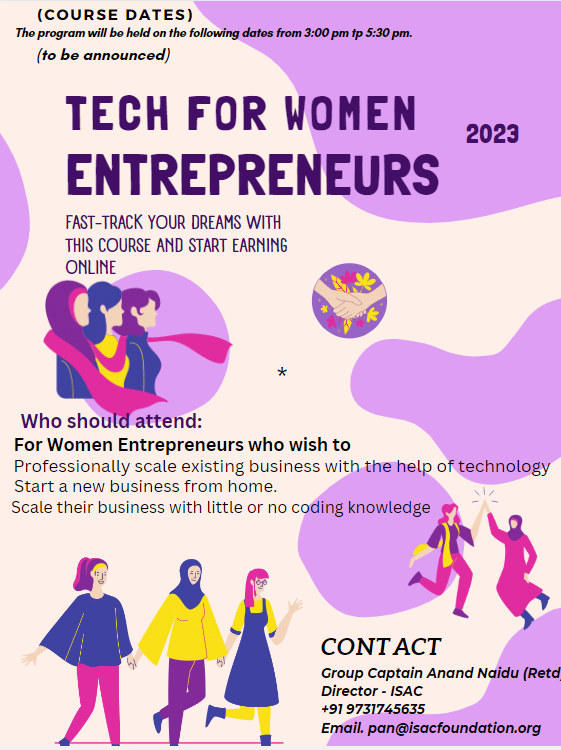 (COURSE DATES)
The program will be held on the following dates from 3:00 pm tp 5:30 pm.
(to be announced)
TECH FOR WOMEN
2023
ENTREPRENEURS
FAST-TRACK YOUR DREAMS WITH
THIS COURSE AND START EARNING
ONLINE
*
Who should attend:
For Women Entrepreneurs who wish to
Professionally scale existing business with the help of technology
Start a new business from home.
Scale their business with little or no coding knowledge
CONTACT
Group Captain Anand Naidu (Retd
Director - ISAC
+91 9731745635
Email. pan@isacfoundation.org